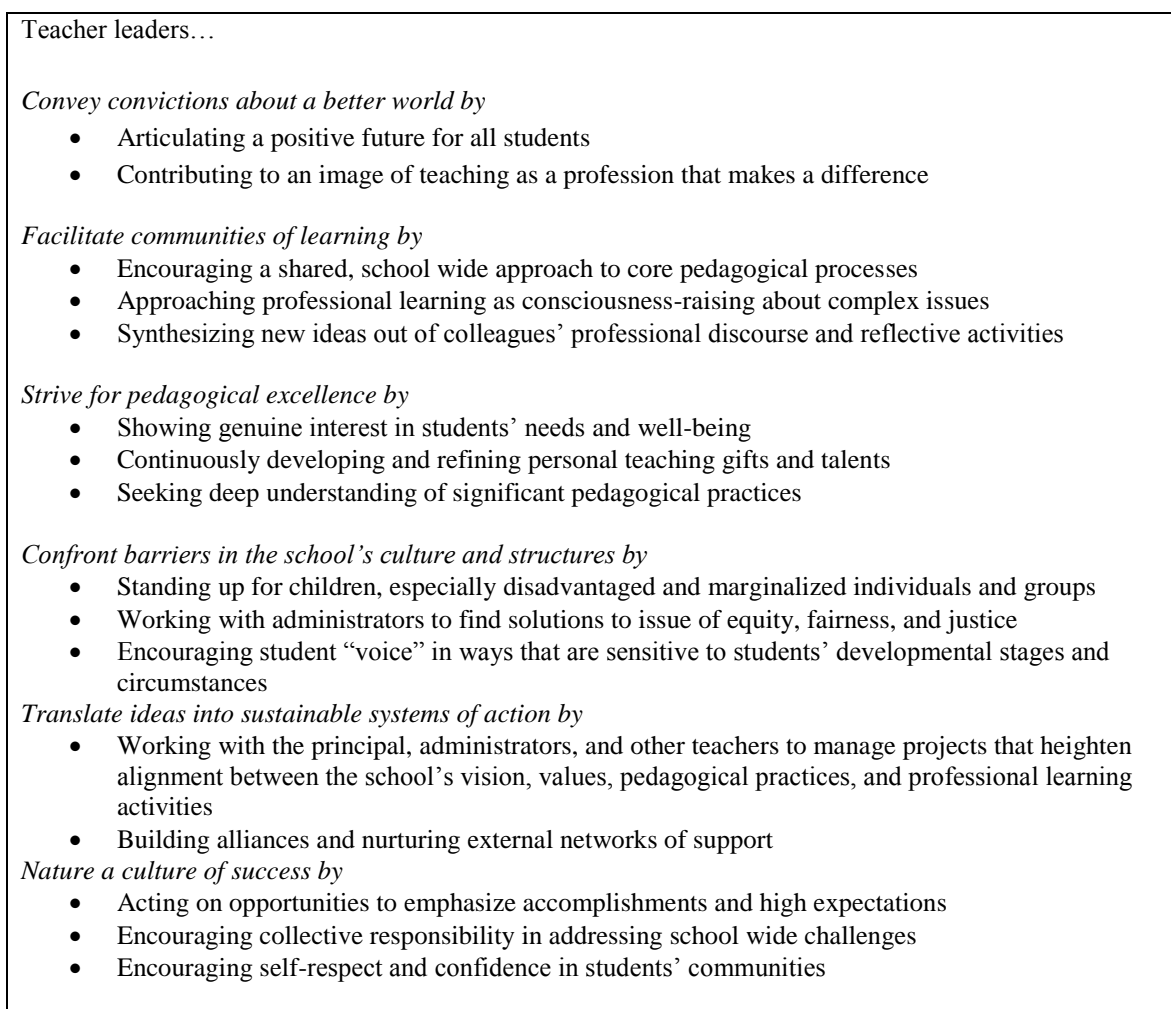 Teacher leaders…
Convey convictions about a better world by
• Articulating a positive future for all students
• Contributing to an image of teaching as a profession that makes a difference
Facilitate communities of learning by
• Encouraging a shared, school wide approach to core pedagogical processes
• Approaching professional learning as consciousness-raising about complex issues
• Synthesizing new ideas out of colleagues’ professional discourse and reflective activities
Strive for pedagogical excellence by
• Showing genuine interest in students’ needs and well-being
• Continuously developing and refining personal teaching gifts and talents
• Seeking deep understanding of significant pedagogical practices
Confront barriers in the school’s culture and structures by
• Standing up for children, especially disadvantaged and marginalized individuals and groups
• Working with administrators to find solutions to issue of equity, fairness, and justice
• Encouraging student “voice” in ways that are sensitive to students’ developmental stages and
circumstances
Translate ideas into sustainable systems of action by
• Working with the principal, administrators, and other teachers to manage projects that heighten
alignment between the school’s vision, values, pedagogical practices, and professional learning
activities
• Building alliances and nurturing external networks of support
Nature a culture of success by
• Acting on opportunities to emphasize accomplishments and high expectations
• Encouraging collective responsibility in addressing school wide challenges
• Encouraging self-respect and confidence in students’ communities